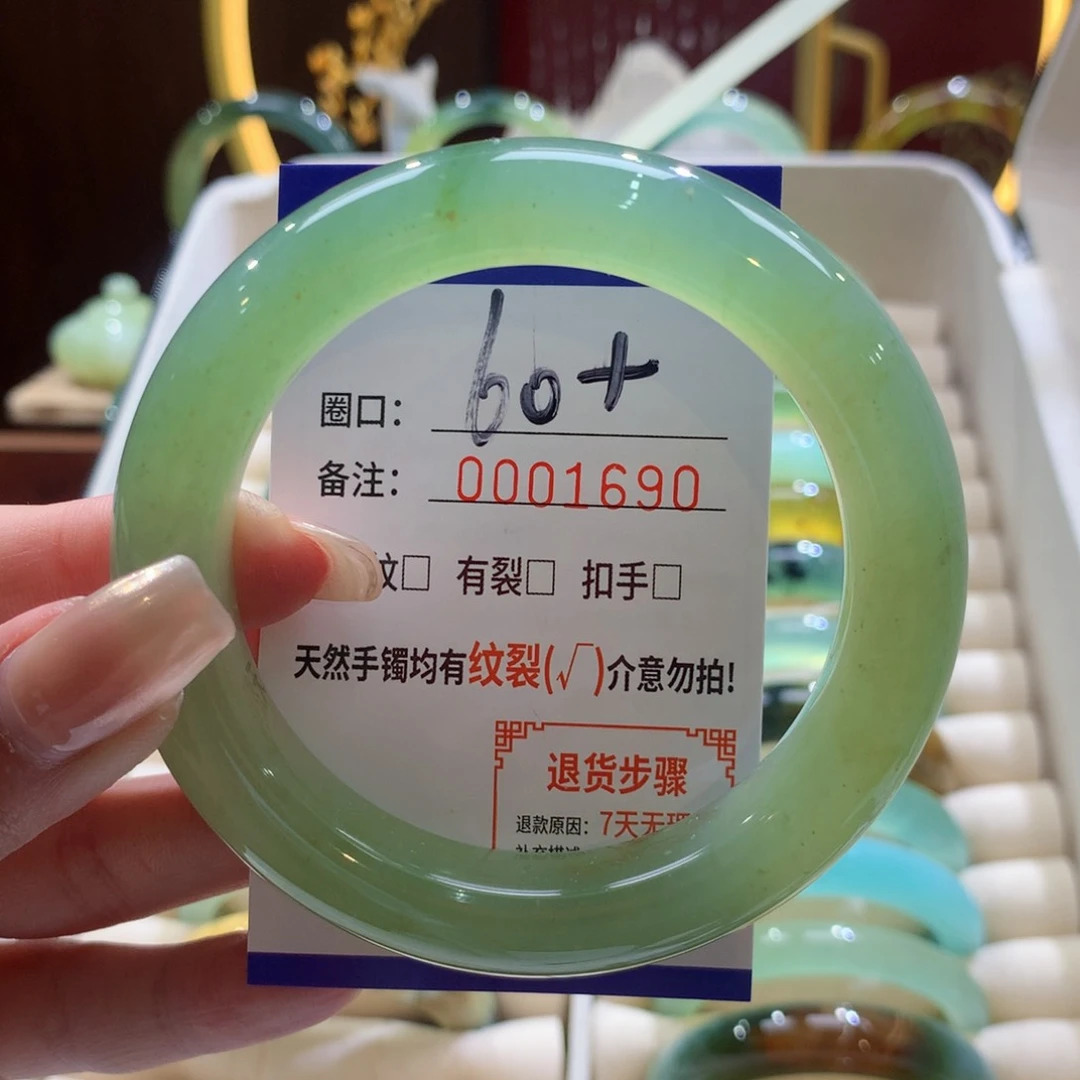 圈口: 60+
备注: 0001690
纹□ 有裂□ 扣手□
天然手镯均有纹裂(√)介意勿拍!
退货步骤
退款原因: 7天无理